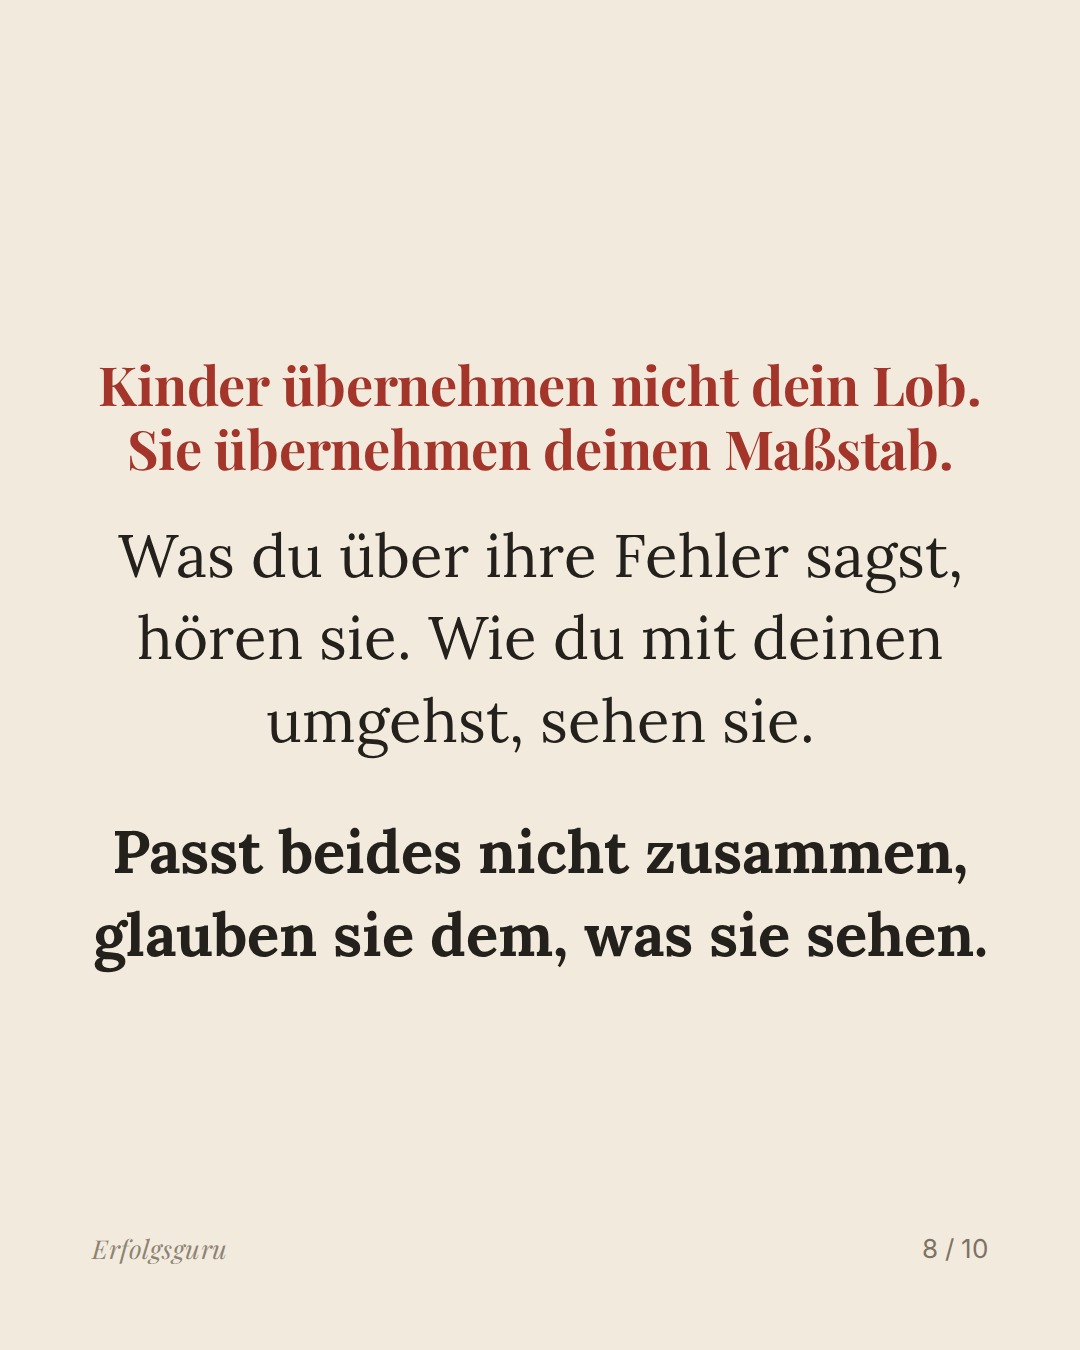 Kinder übernehmen nicht dein Lob.
Sie übernehmen deinen Maßstab.
Was du über ihre Fehler sagst,
hören sie. Wie du mit deinen
umgehst, sehen sie.
Passt beides nicht zusammen,
glauben sie dem, was sie sehen.
Erfolgsguru
8 / 10